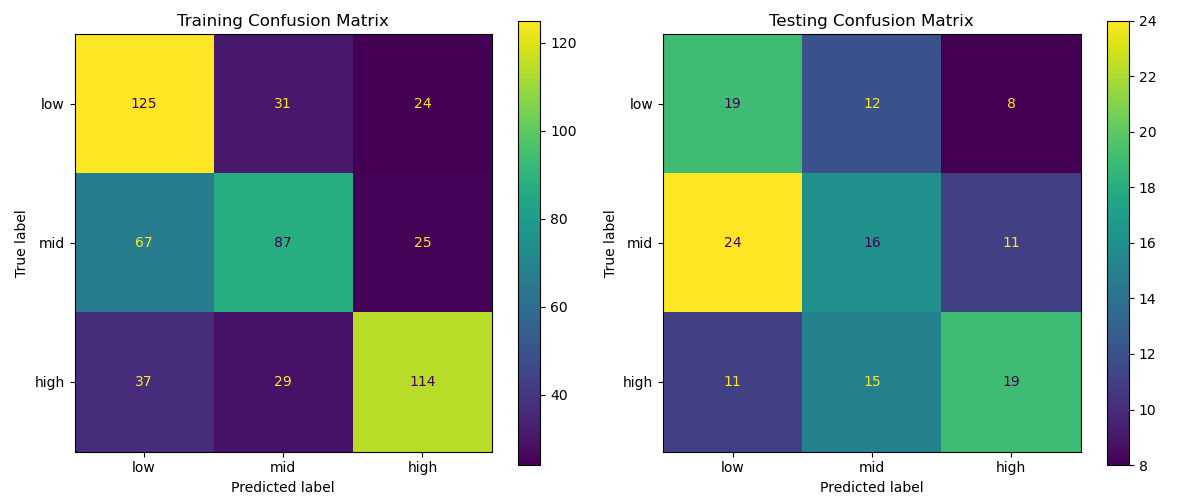 Training Confusion Matrix
True label
low
mid
high
125 31 24
67 87 25
37 29 114
low mid high
Predicted label
120
100
80
60
40
Testing Confusion Matrix
True label
low
mid
high
19 12 8
24 16 11
11 15 19
low mid high
Predicted label
24
22
20
18
16
14
12
10
8